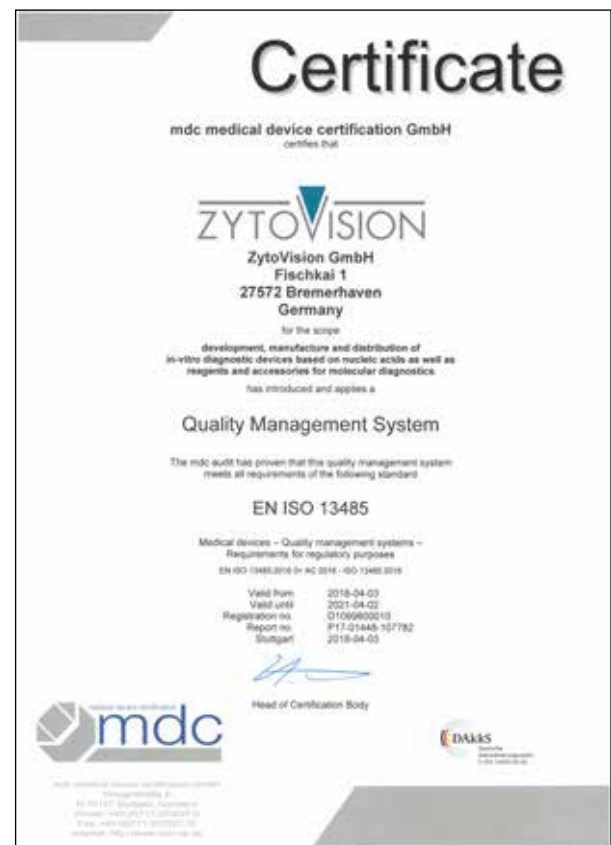 Certificate
mdc medical device certification GmbH
certifies that
ZYTOVISION
ZytoVision GmbH
Fischkai 1
27572 Bremerhaven
Germany
for the scope
development, manufacture and distribution of
in-vitro diagnostic devices based on nucleic acids as well as
reagents and accessories for molecular diagnostics
has introduced and applies a
Quality Management System
The mdc audit has proven that this quality management system
meets all requirements of the following standard
EN ISO 13485
Medical devices – Quality management systems –
Requirements for regulatory purposes
Valid from 2018-04-03
Valid until 2021-04-02
Registration no.
Report no.
Stuttgart 2018-04-03
Head of Certification Body
medical device certification
mdc
DAkkS
Deutsche
Akkreditierungsstelle